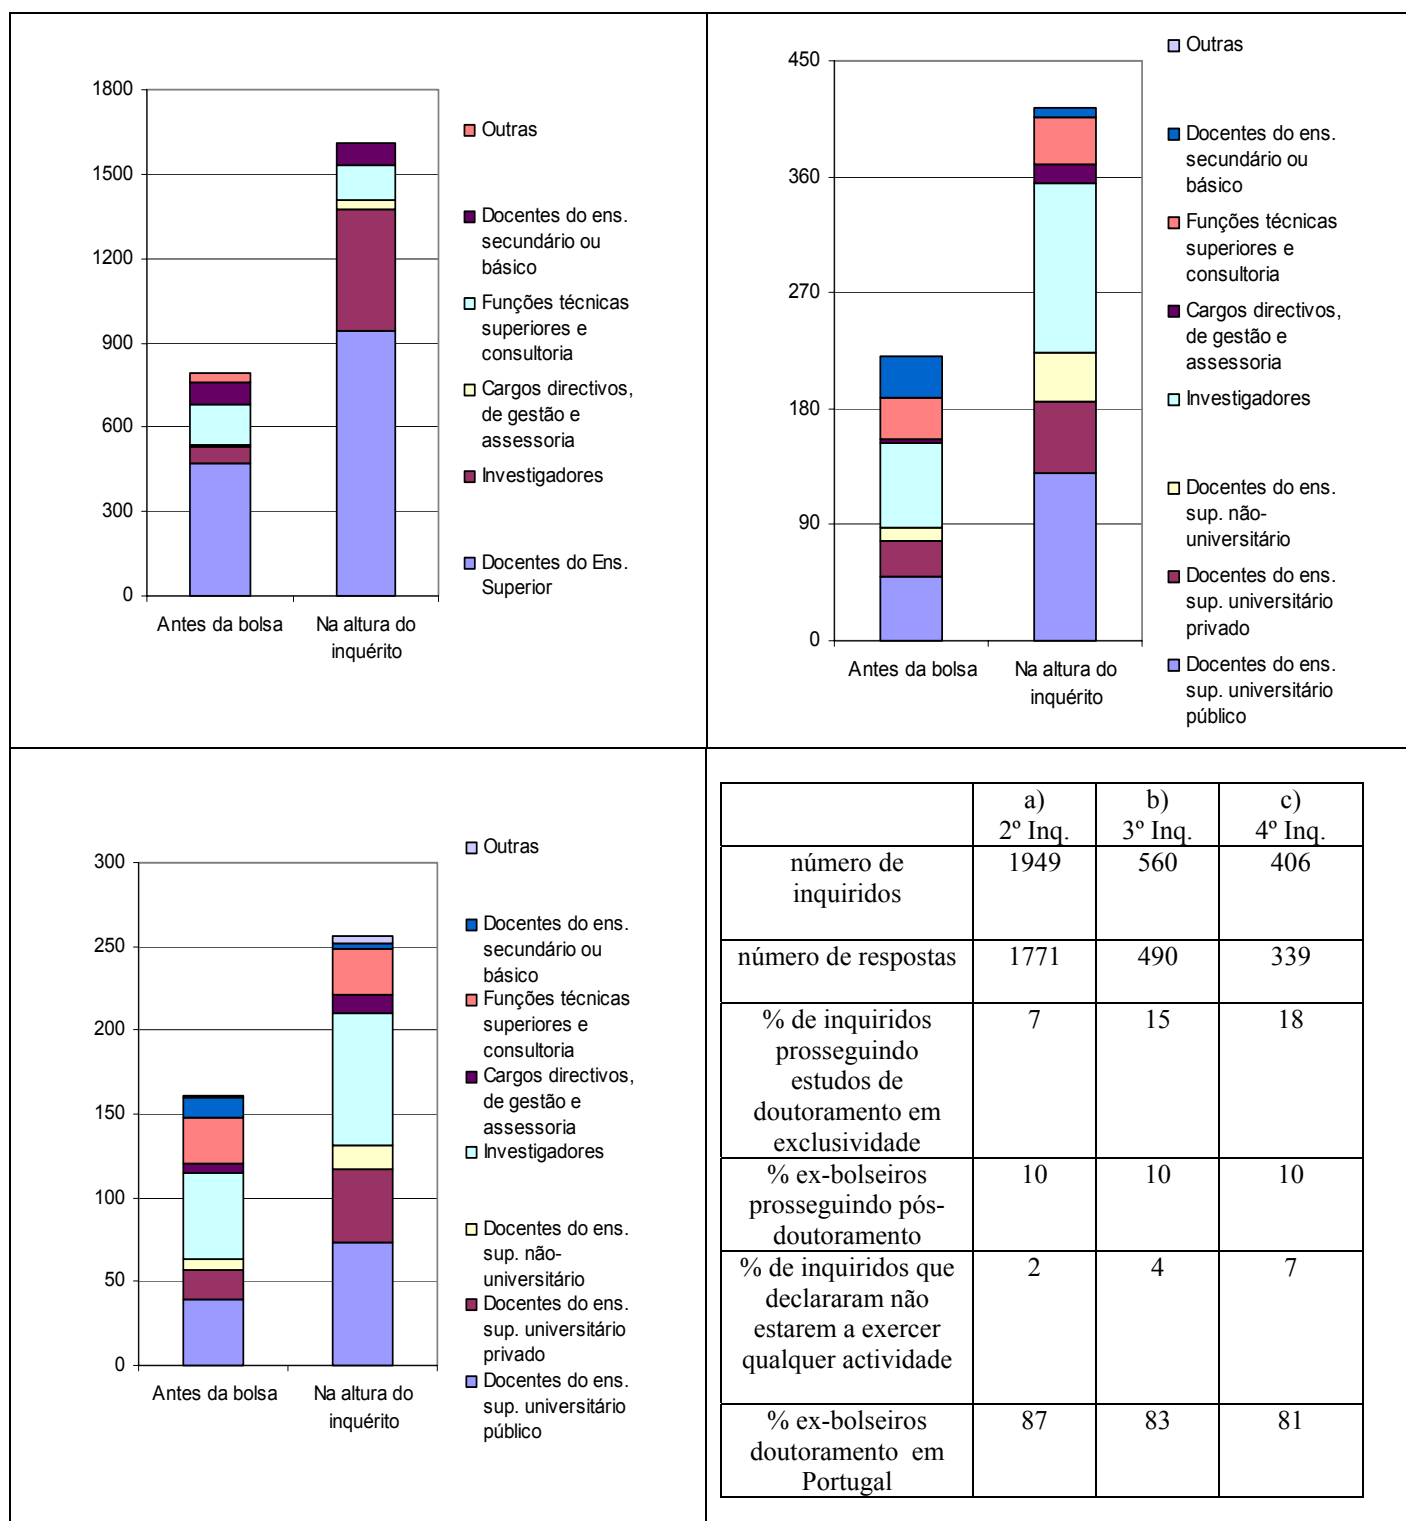 1800
1500
1200
900
600
300
0
Antes da bolsa
Na altura do
inquérito
Outras
Docentes do ens.
secundário ou
básico
Funções técnicas
superiores e
consultoria
Cargos directivos,
de gestão e
assessoria
Investigadores
Docentes do Ens.
Superior
450
360
270
180
90
0
Antes da bolsa
Na altura do
inquérito
Outras
Docentes do ens.
secundário ou
básico
Funções técnicas
superiores e
consultoria
Cargos directivos,
de gestão e
assessoria
Investigadores
Docentes do ens.
sup. não-
universitário
Docentes do ens.
sup. universitário
privado
Docentes do ens.
sup. universitário
público
300
250
200
150
100
50
0
Antes da bolsa
Na altura do
inquérito
Outras
Docentes do ens.
secundário ou
básico
Funções técnicas
superiores e
consultoria
Cargos directivos,
de gestão e
assessoria
Investigadores
Docentes do ens.
sup. não-
universitário
Docentes do ens.
sup. universitário
privado
Docentes do ens.
sup. universitário
público
a) b) c)
2º Inq. 3º Inq. 4º Inq.
número de 1949 560 406
inquiridos
número de respostas 1771 490 339
% de inquiridos 7 15 18
prosseguindo
estudos de
doutoramento em
exclusividade
% ex-bolseiros 10 10 10
prosseguindo pós-
doutoramento
% de inquiridos que 2 4 7
declararam não
estarem a exercer
qualquer actividade
% ex-bolseiros 87 83 81
doutoramento em
Portugal